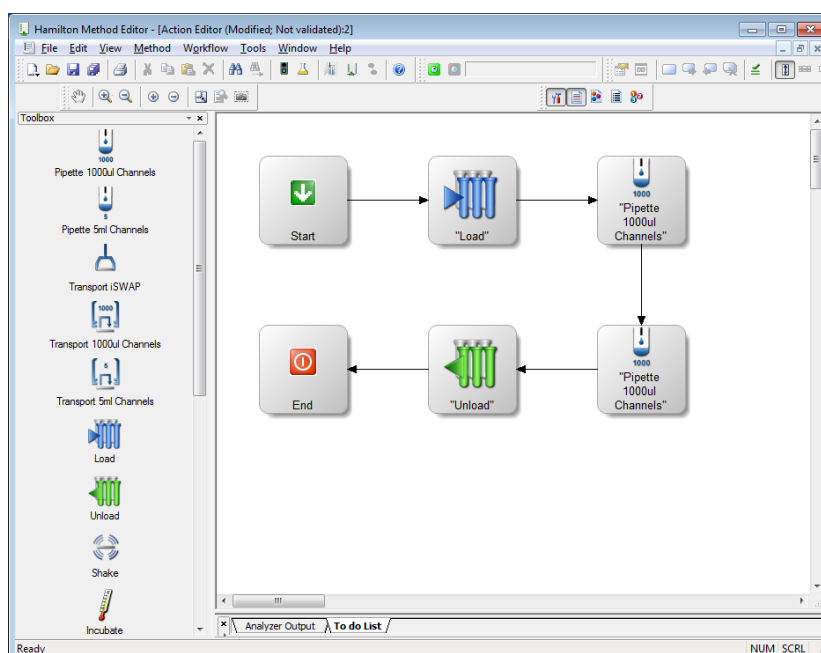 Hamilton Method Editor - [Action Editor (Modified; Not validated):2]
File Edit View Method Workflow Tools Window Help
Toolbox
1000
Pipette 1000ul Channels
5
Pipette 5ml Channels
Transport iSWAP
1000
Transport 1000ul Channels
5
Transport 5ml Channels
Load
Unload
Shake
Incubate
Start
"Load"
1000
"Pipette
1000ul
Channels"
End
"Unload"
1000
"Pipette
1000ul
Channels"
Analyzer Output To do List
Ready NUM SCRL